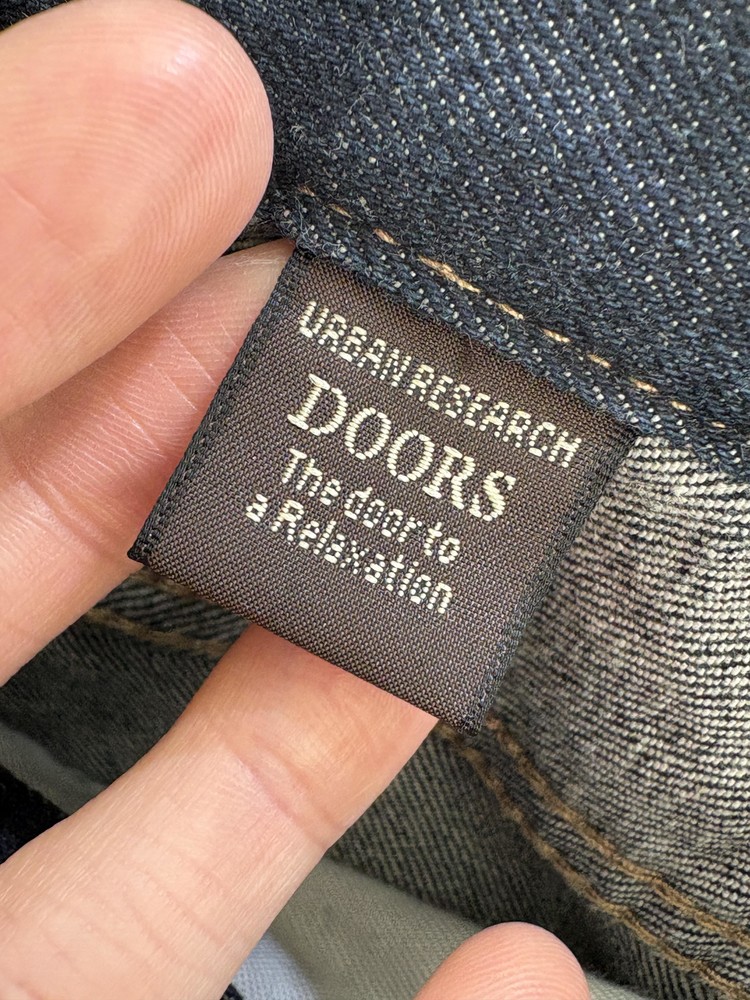 URBAN RESEARCH
DOORS
The door to
a Relaxation